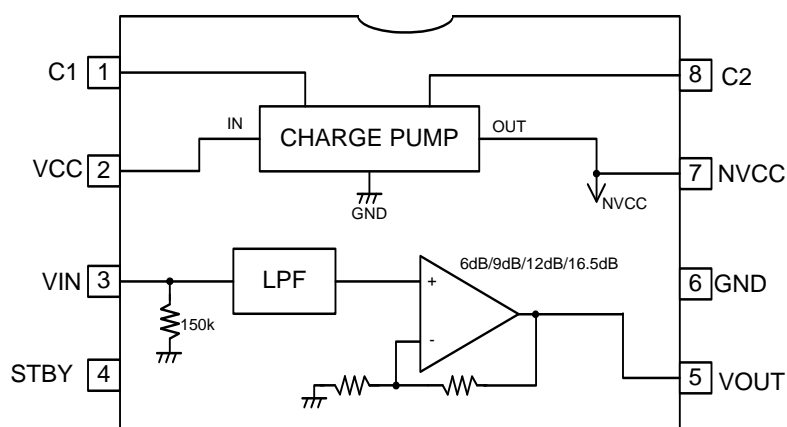 C1 1
8 C2
IN CHARGE PUMP OUT
VCC 2
7 NVCC
GND
NVCC
6dB/9dB/12dB/16.5dB
VIN 3
LPF
+
6 GND
150k
-
STBY 4
5 VOUT